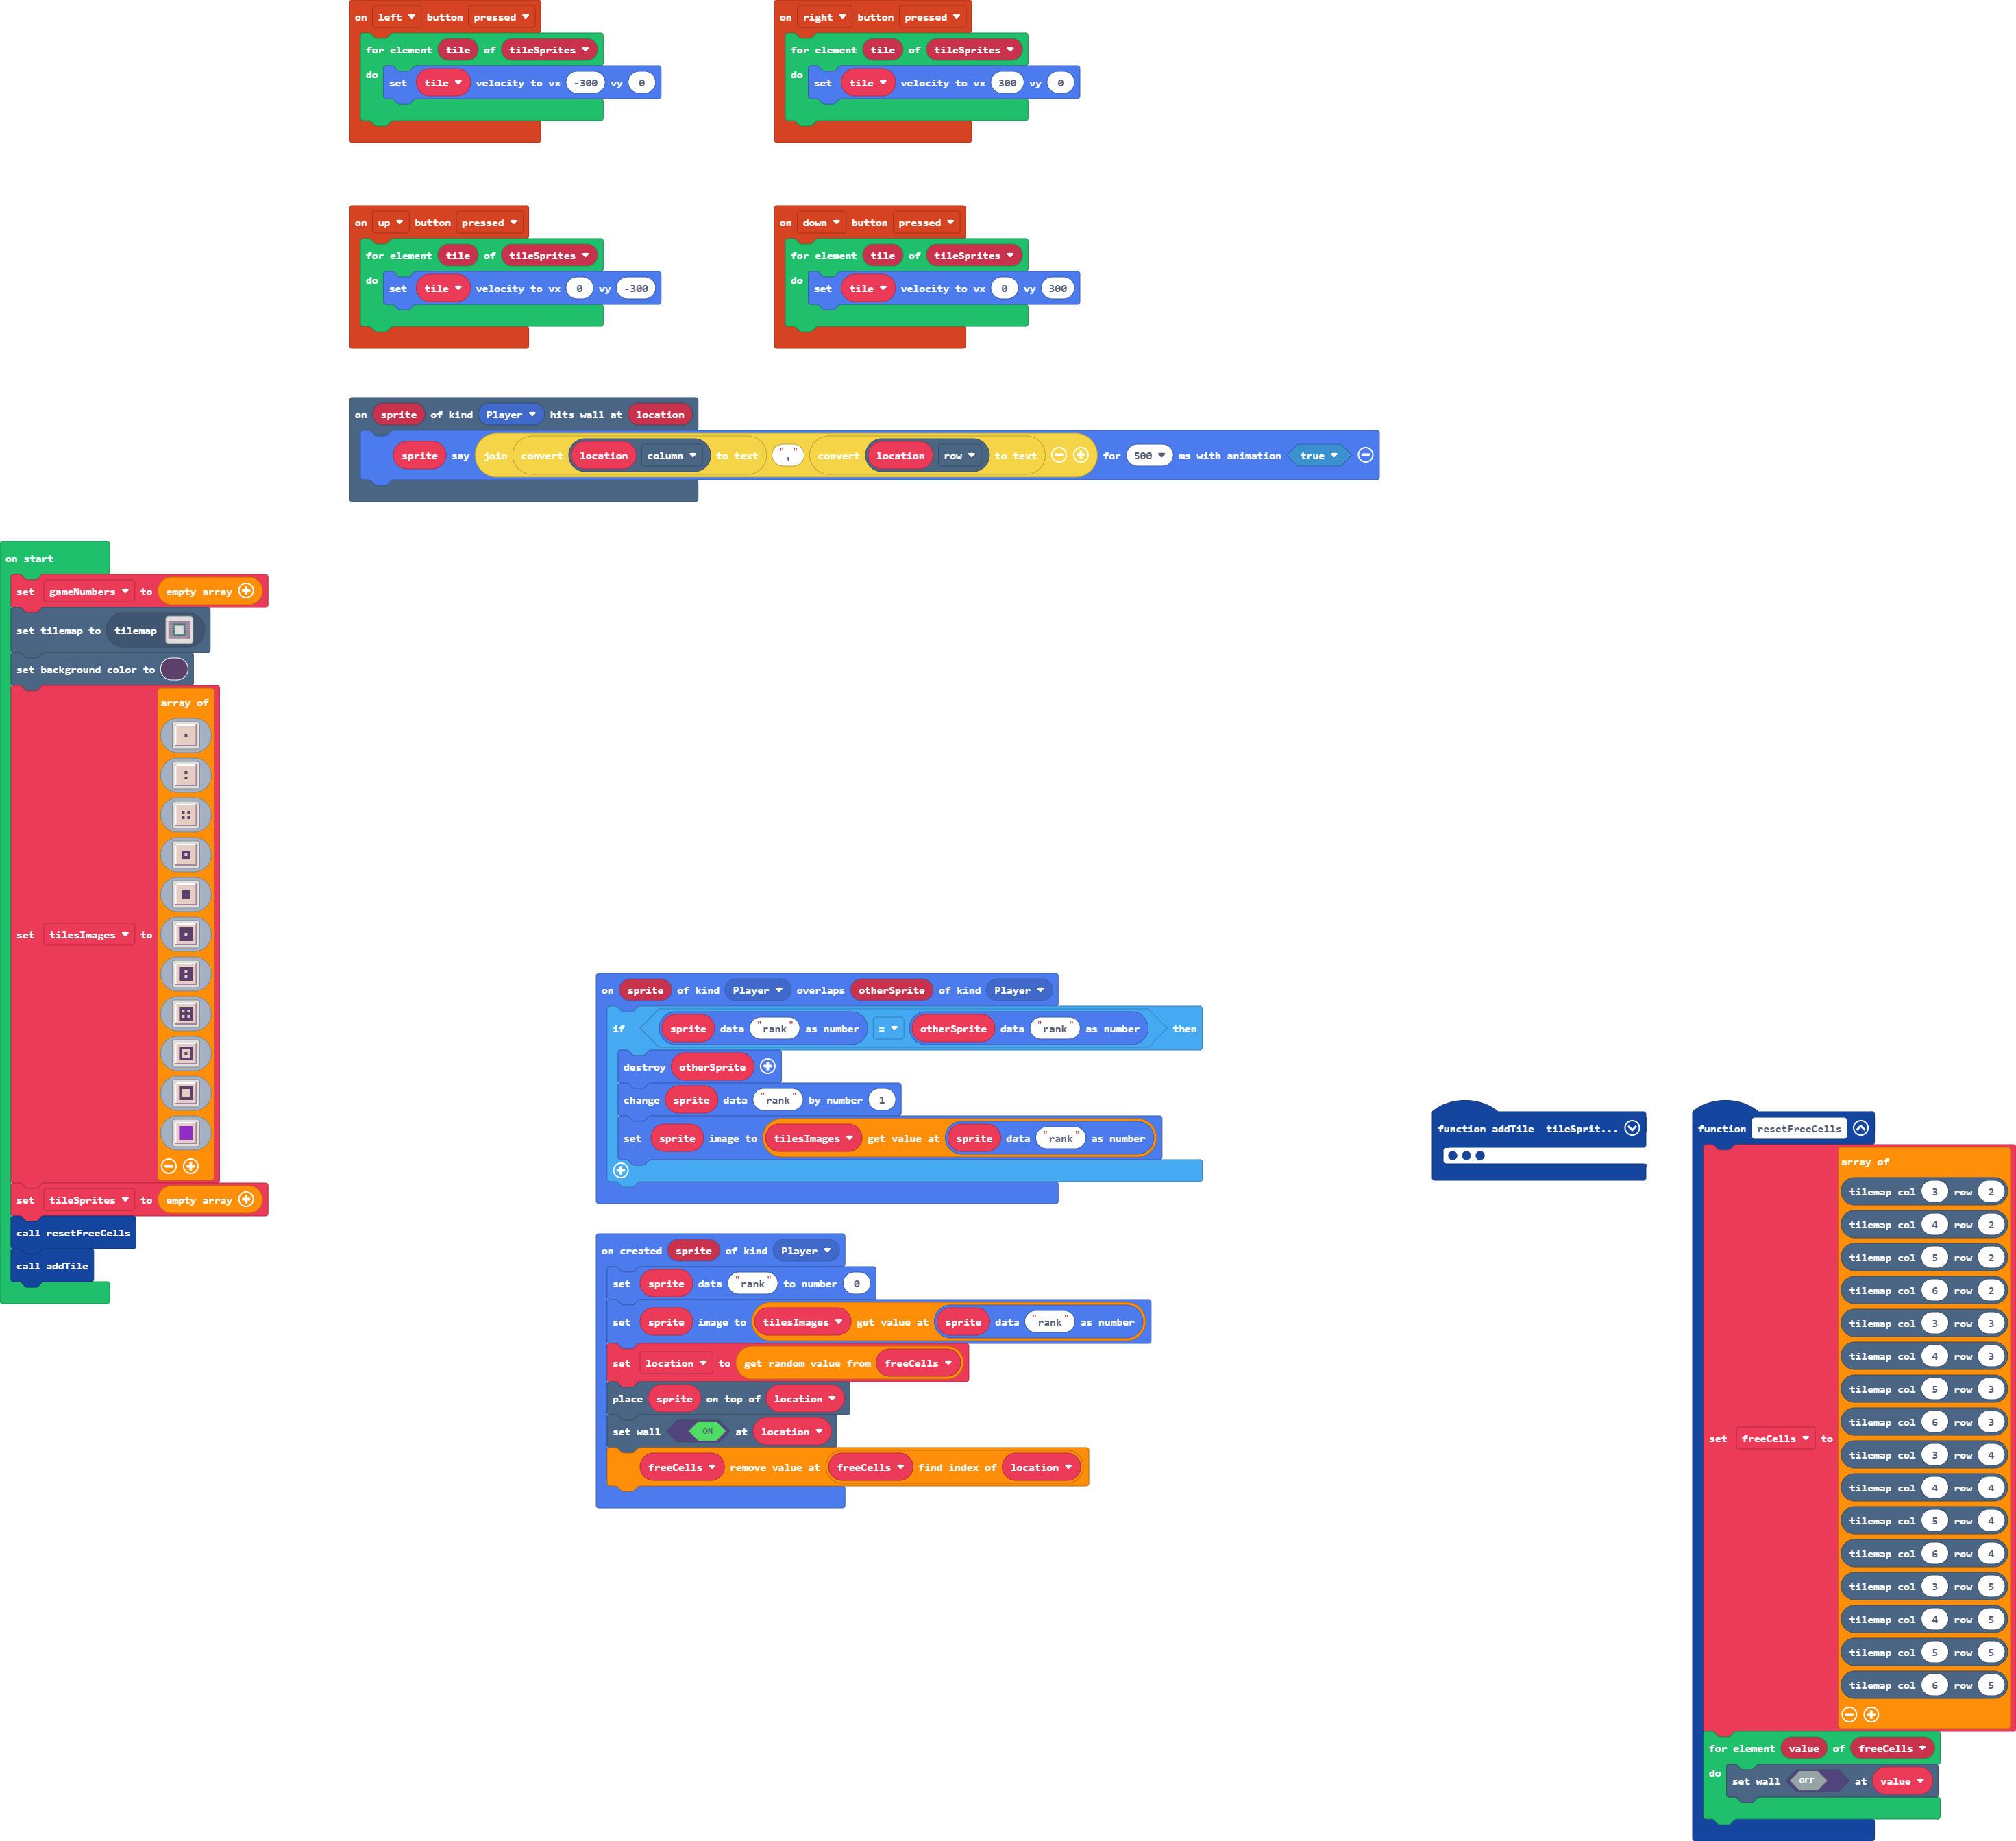 on left button pressed
for element tile of tileSprites
do set tile velocity to vx -300 vy 0
on right button pressed
for element tile of tileSprites
do set tile velocity to vx 300 vy 0
on up button pressed
for element tile of tileSprites
do set tile velocity to vx 0 vy -300
on down button pressed
for element tile of tileSprites
do set tile velocity to vx 0 vy 300
on sprite of kind Player hits wall at location
sprite say join convert location column to text "," convert location row to text for 500 ms with animation true
on start
set gameNumbers to empty array
set tilemap to tilemap
set background color to
array of
set tilesImages to
set tileSprites to empty array
call resetFreeCells
call addTile
on sprite of kind Player overlaps otherSprite of kind Player
if sprite data "rank" as number = otherSprite data "rank" as number then
destroy otherSprite
change sprite data "rank" by number 1
set sprite image to tilesImages get value at sprite data "rank" as number
on created sprite of kind Player
set sprite data "rank" to number 0
set sprite image to tilesImages get value at sprite data "rank" as number
set location to get random value from freeCells
place sprite on top of location
set wall ON at location
freeCells remove value at freeCells find index of location
function addTile tileSprit...
function resetFreeCells
array of
tilemap col 3 row 2
tilemap col 4 row 2
tilemap col 5 row 2
tilemap col 6 row 2
tilemap col 3 row 3
tilemap col 4 row 3
tilemap col 5 row 3
tilemap col 6 row 3
set freeCells to
tilemap col 3 row 4
tilemap col 4 row 4
tilemap col 5 row 4
tilemap col 6 row 4
tilemap col 3 row 5
tilemap col 4 row 5
tilemap col 5 row 5
tilemap col 6 row 5
for element value of freeCells
do set wall OFF at value